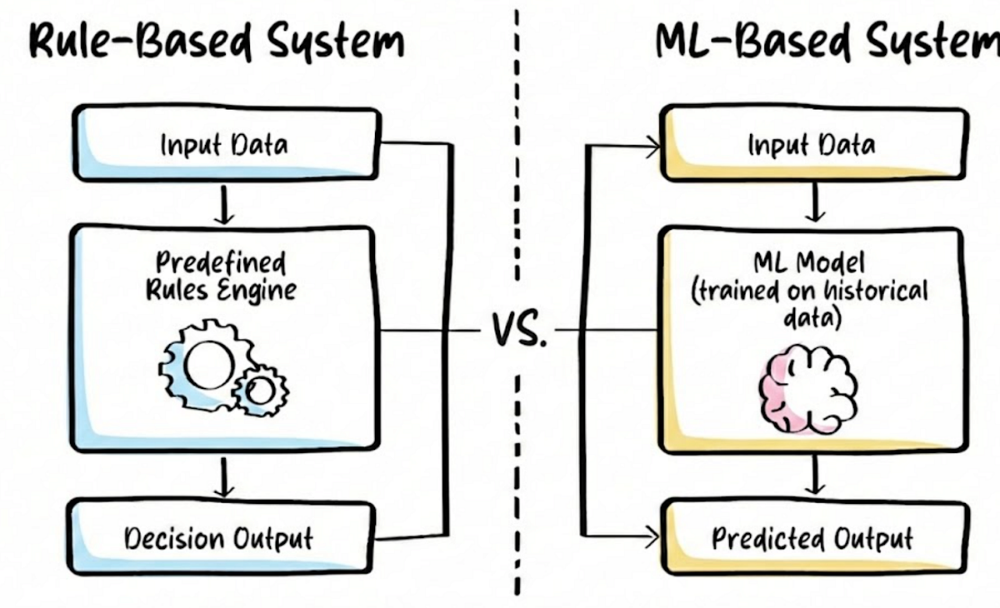 Rule-Based System
Input Data
Predefined
Rules Engine
Decision Output
VS.
ML-Based System
Input Data
ML Model
(trained on historical
data)
Predicted Output